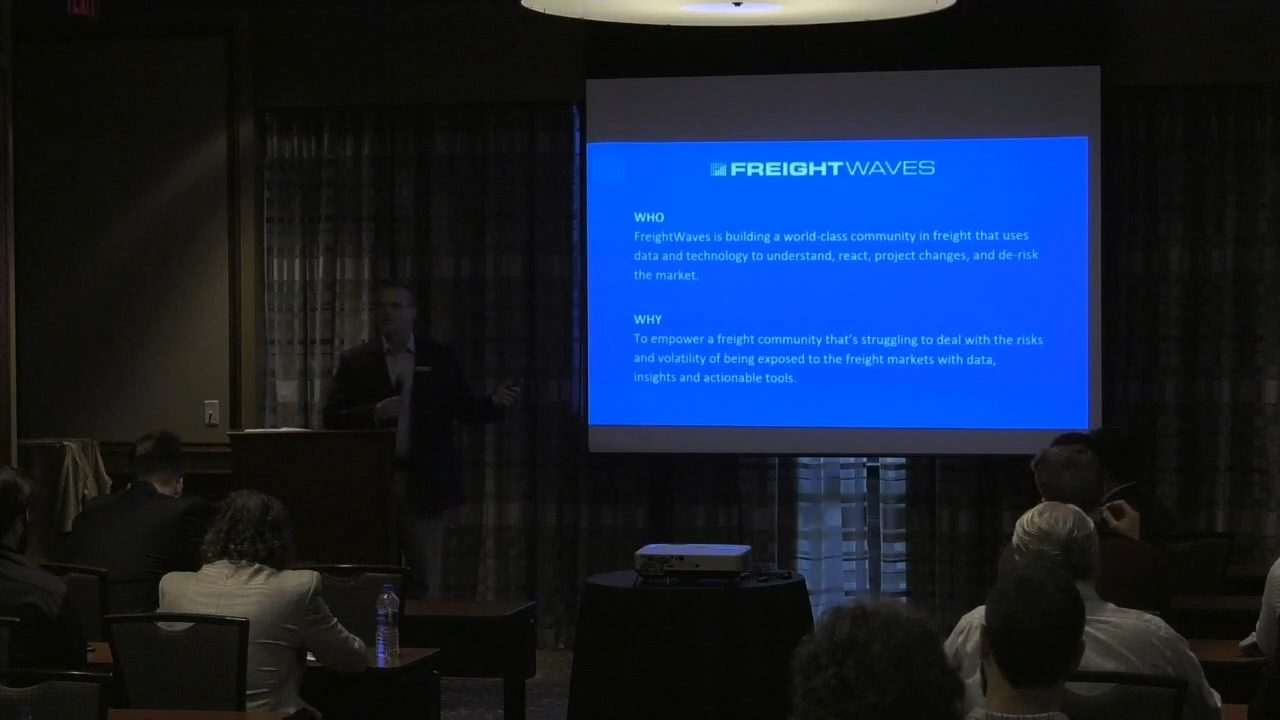 EXIT
FREIGHTWAVES
WHO
FreightWaves is building a world-class community in freight that uses
data and technology to understand, react, project changes, and de-risk
the market.
WHY
To empower a freight community that's struggling to deal with the risks
and volatility of being exposed to the freight markets with data,
insights and actionable tools.